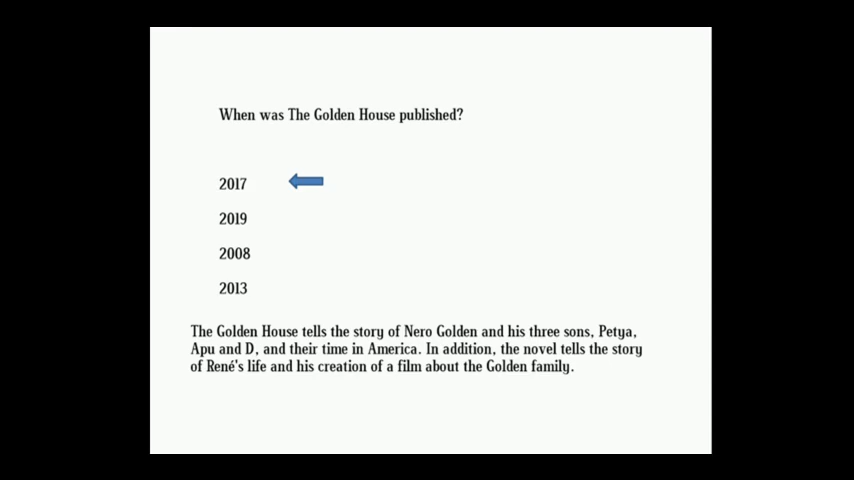 When was The Golden House published?
2017
2019
2008
2013
The Golden House tells the story of Nero Golden and his three sons, Petya,
Apu and D, and their time in America. In addition, the novel tells the story
of René's life and his creation of a film about the Golden family.